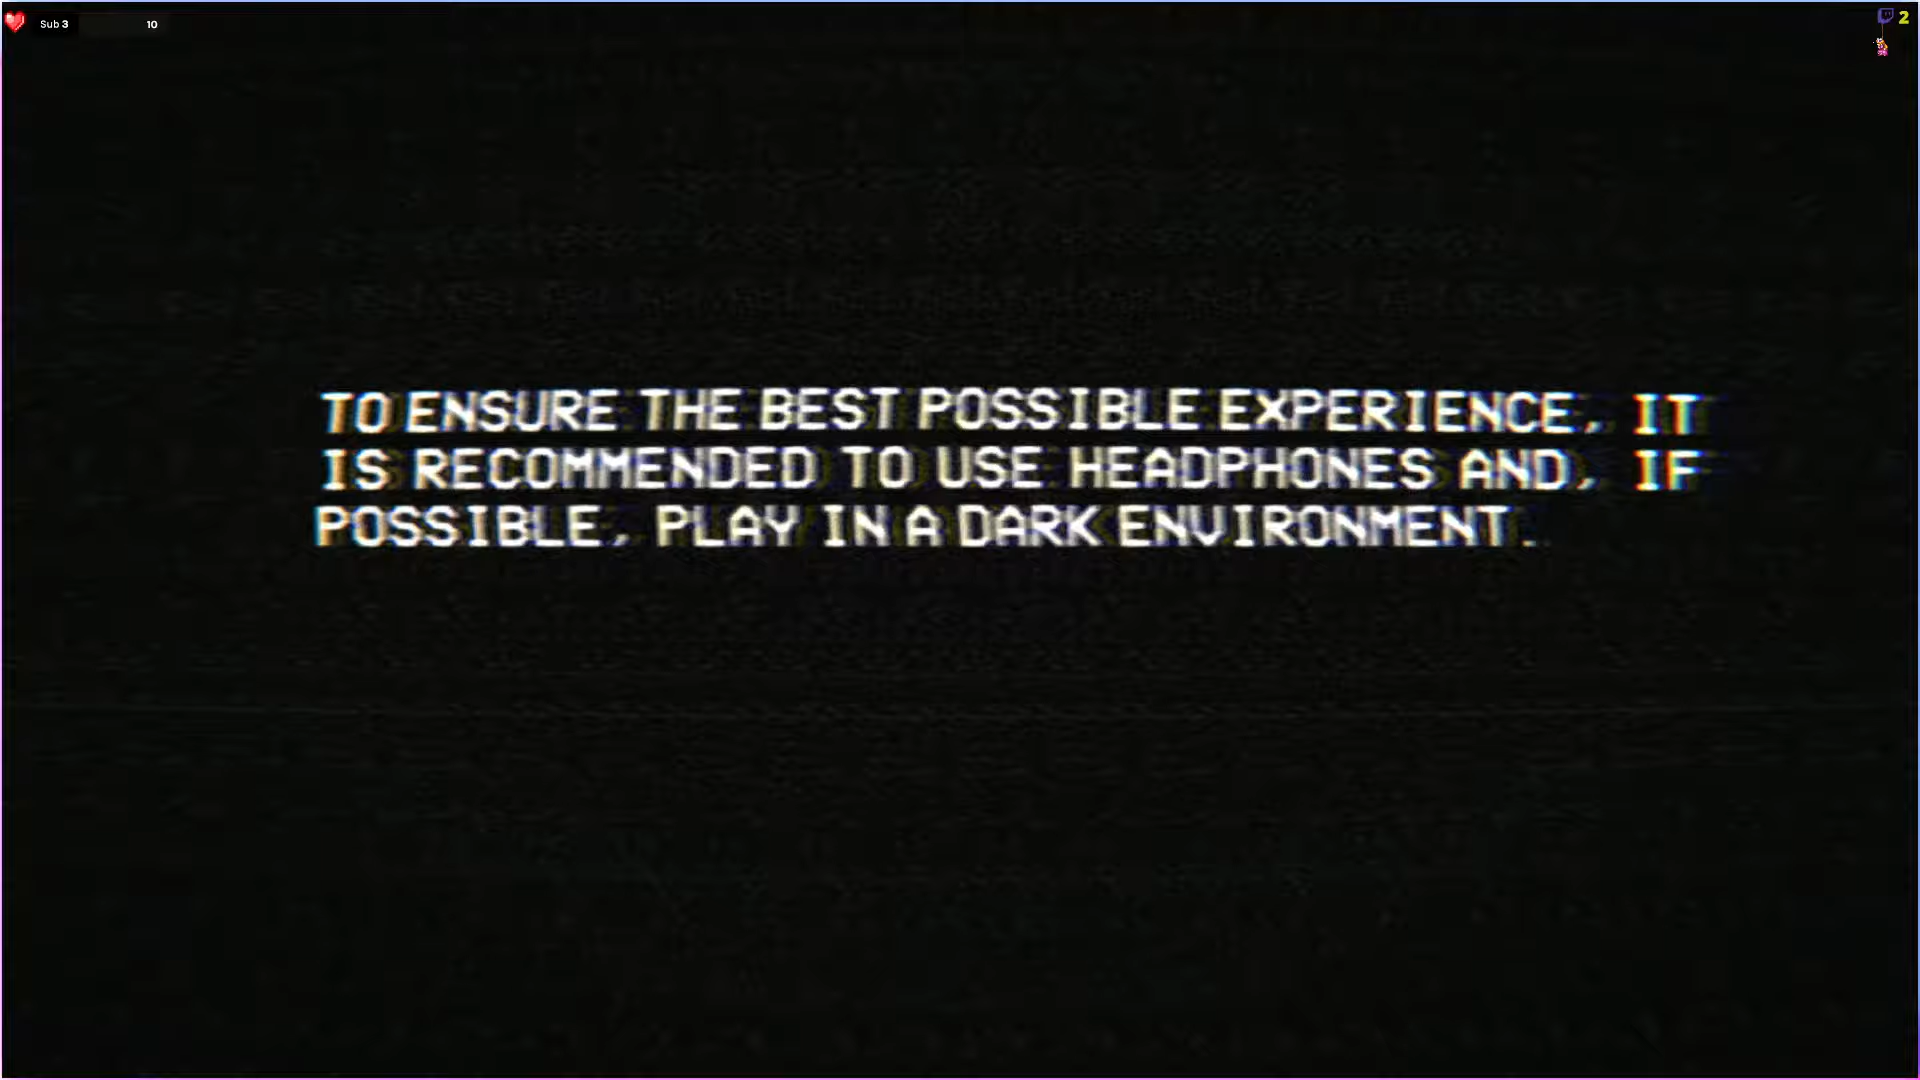 Sub 3 10
2
TO ENSURE THE BEST POSSIBLE EXPERIENCE, IT
IS RECOMMENDED TO USE HEADPHONES AND, IF
POSSIBLE, PLAY IN A DARK ENVIRONMENT.